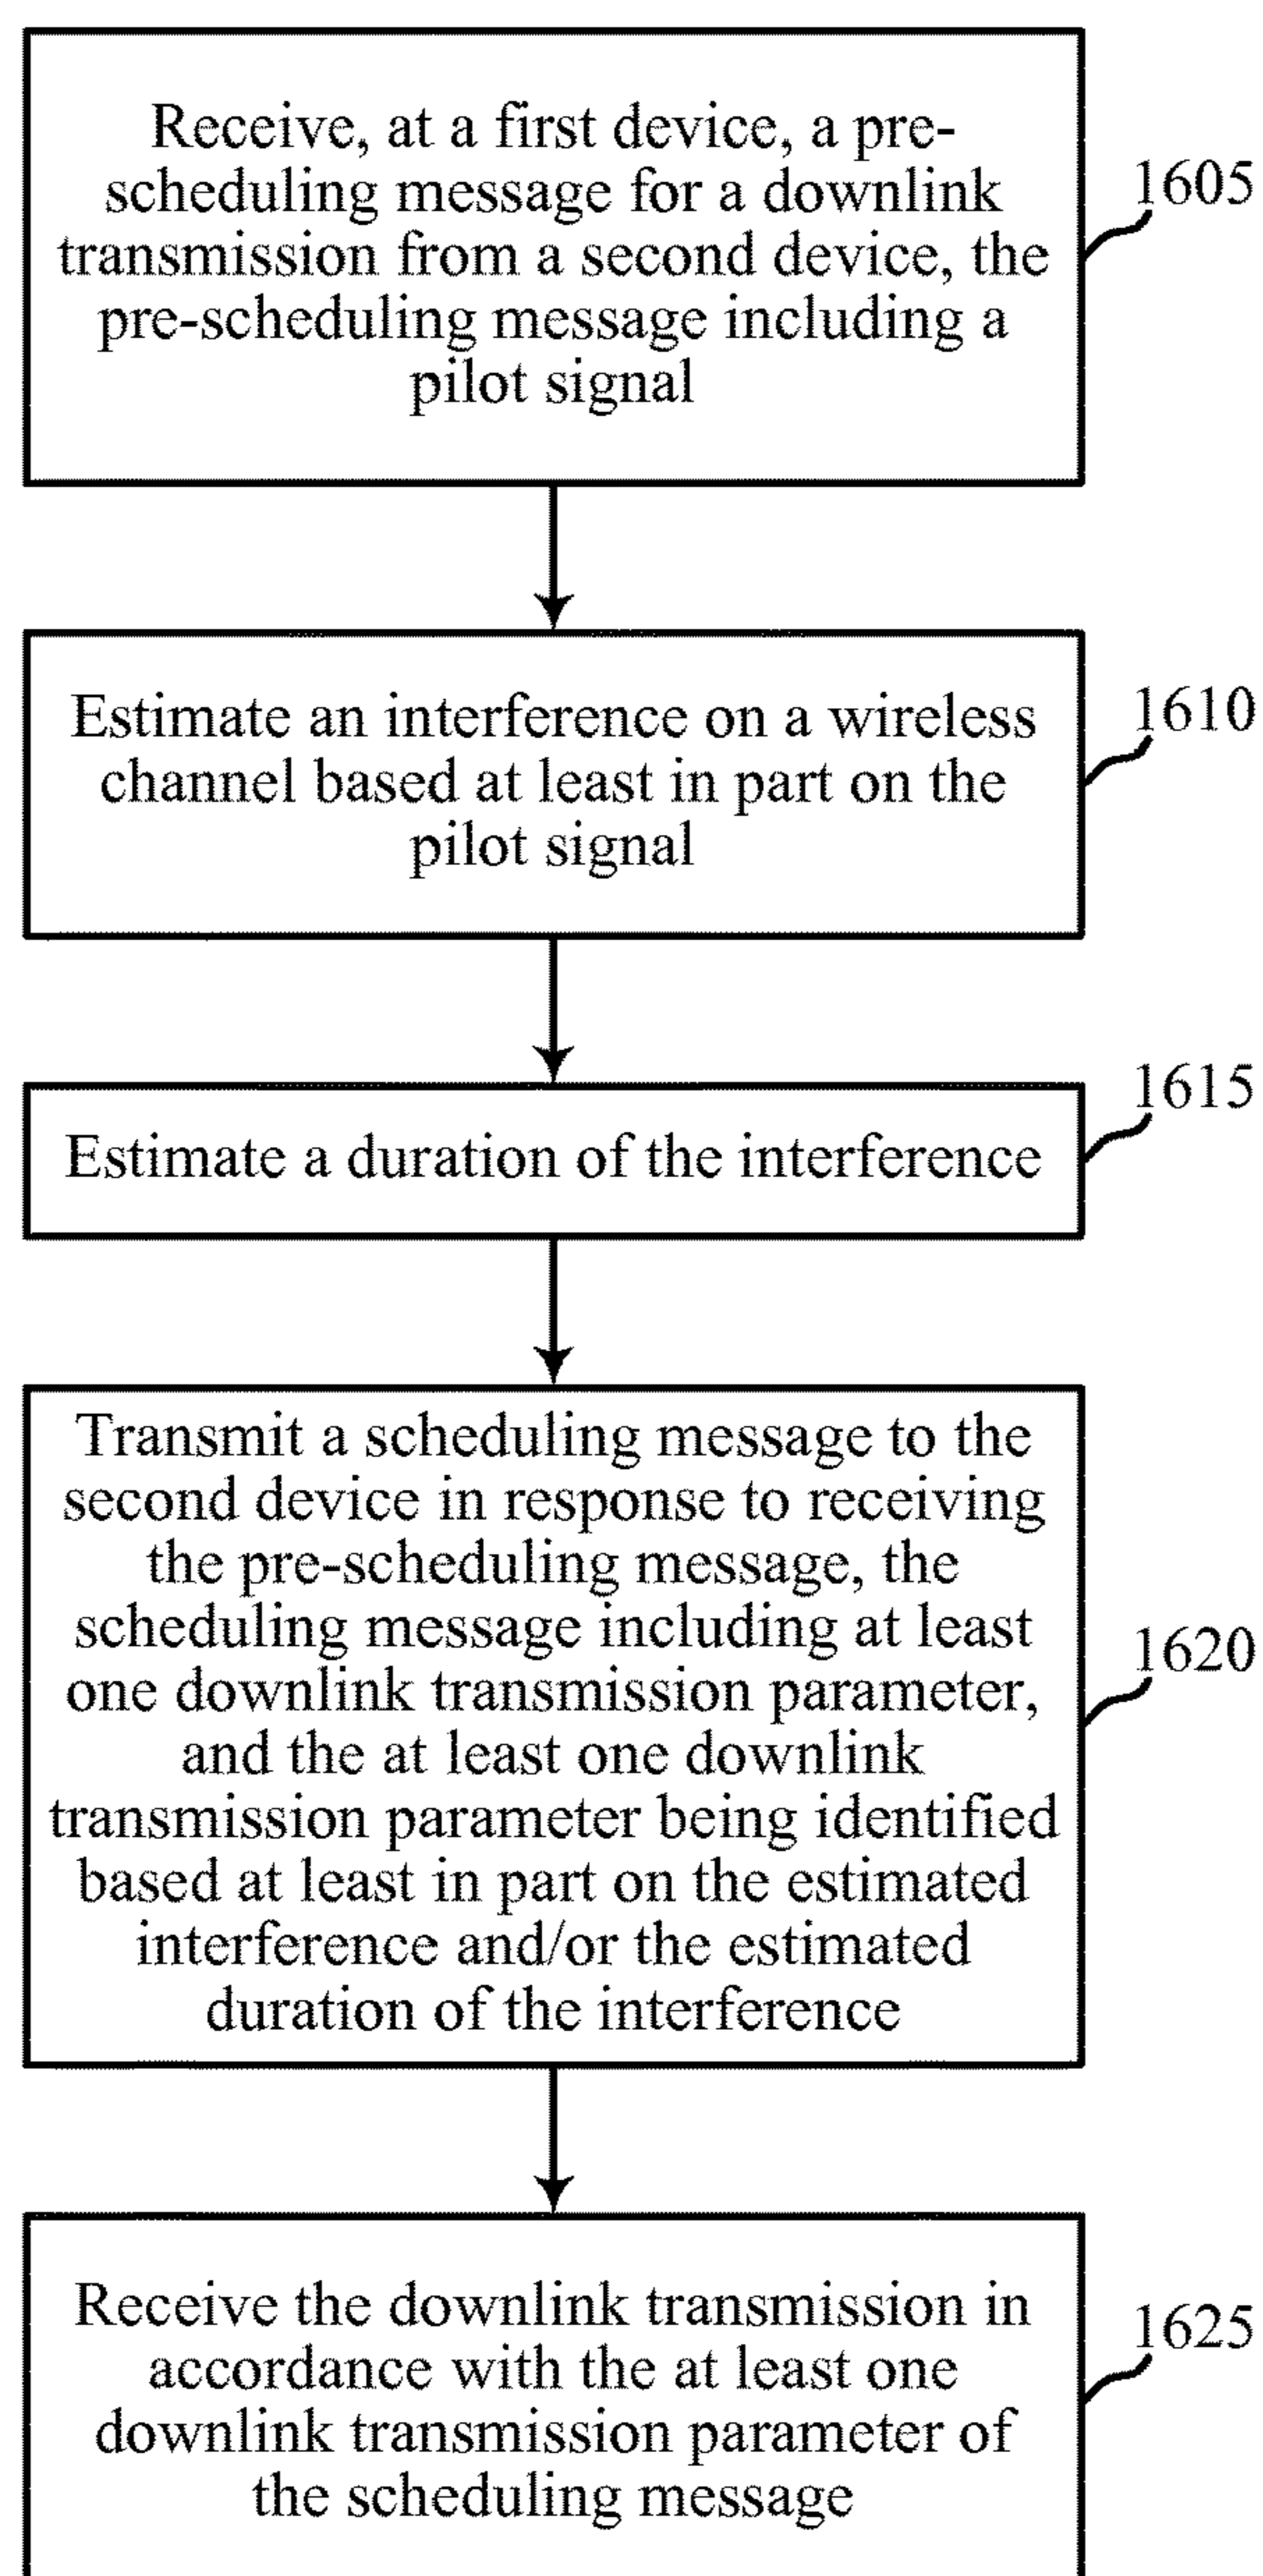 Receive, at a first device, a pre-
scheduling message for a downlink
transmission from a second device, the
pre-scheduling message including a
pilot signal
1605
Estimate an interference on a wireless
channel based at least in part on the
pilot signal
1610
Estimate a duration of the interference
1615
Transmit a scheduling message to the
second device in response to receiving
the pre-scheduling message, the
scheduling message including at least
one downlink transmission parameter,
and the at least one downlink
transmission parameter being identified
based at least in part on the estimated
interference and/or the estimated
duration of the interference
1620
Receive the downlink transmission in
accordance with the at least one
downlink transmission parameter of
the scheduling message
1625